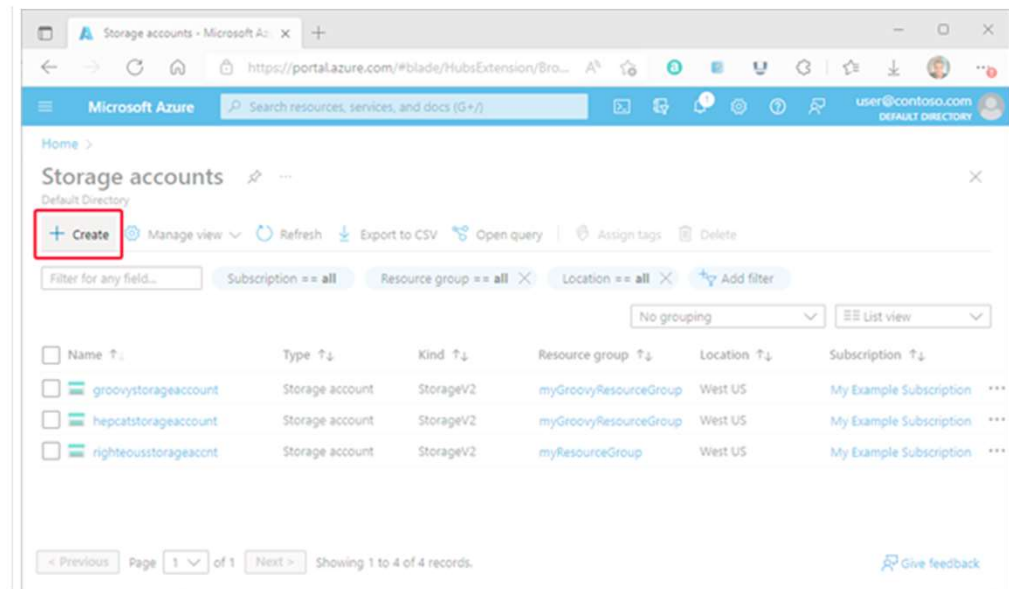 Storage accounts - Microsoft Az
https://portal.azure.com/#blade/HubsExtension/Bro...
Microsoft Azure Search resources, services, and docs (G+/) 1 user@contoso.com
DEFAULT DIRECTORY
Home >
Storage accounts ...
Default Directory
+ Create Manage view Refresh Export to CSV Open query Assign tags Delete
Filter for any field... Subscription == all Resource group == all Location == all Add filter
No grouping List view
Name Type Kind Resource group Location Subscription
groovystorageaccount Storage account StorageV2 myGroovyResourceGroup West US My Example Subscription ...
hepcatstorageaccount Storage account StorageV2 myGroovyResourceGroup West US My Example Subscription ...
righteousstorageaccnt Storage account StorageV2 myResourceGroup West US My Example Subscription ...
< Previous Page 1 of 1 Next > Showing 1 to 4 of 4 records. Give feedback